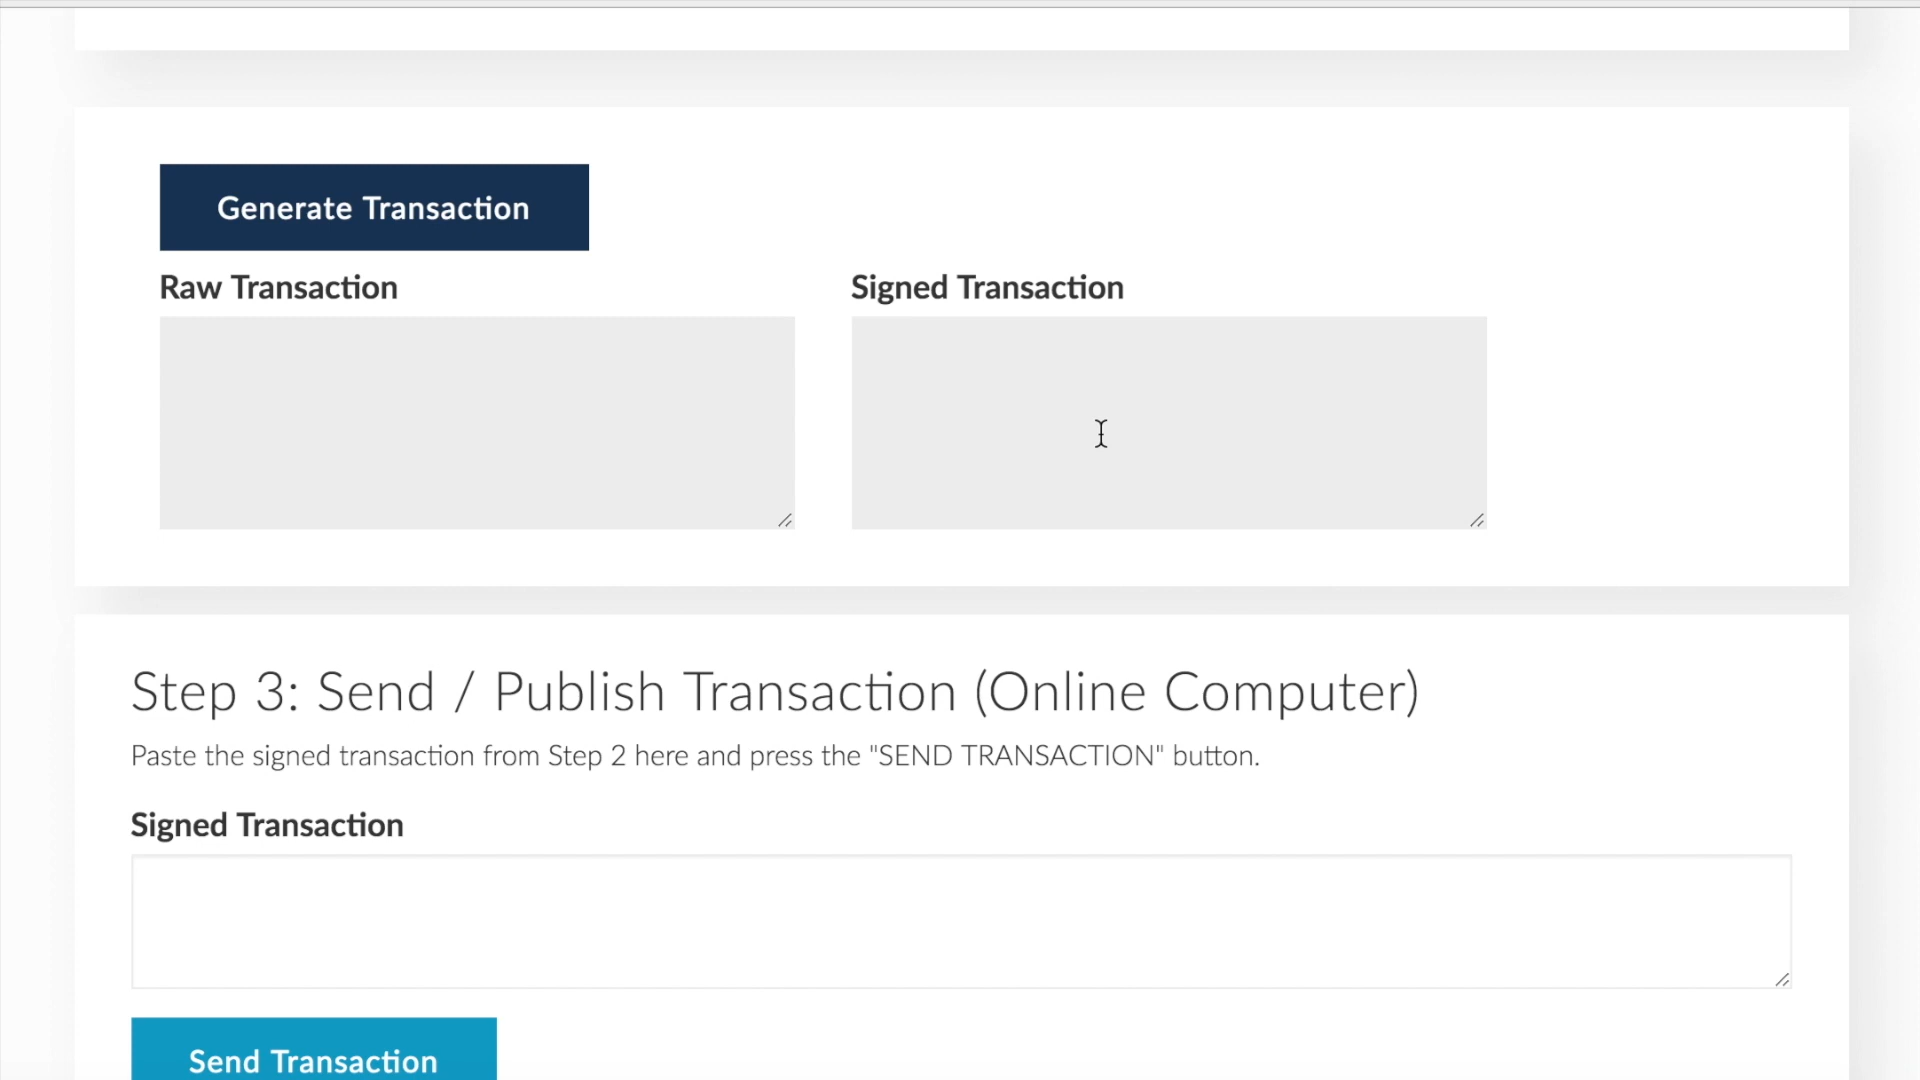 Generate Transaction
Raw Transaction
Signed Transaction
Step 3: Send / Publish Transaction (Online Computer)
Paste the signed transaction from Step 2 here and press the "SEND TRANSACTION" button.
Signed Transaction
Send Transaction